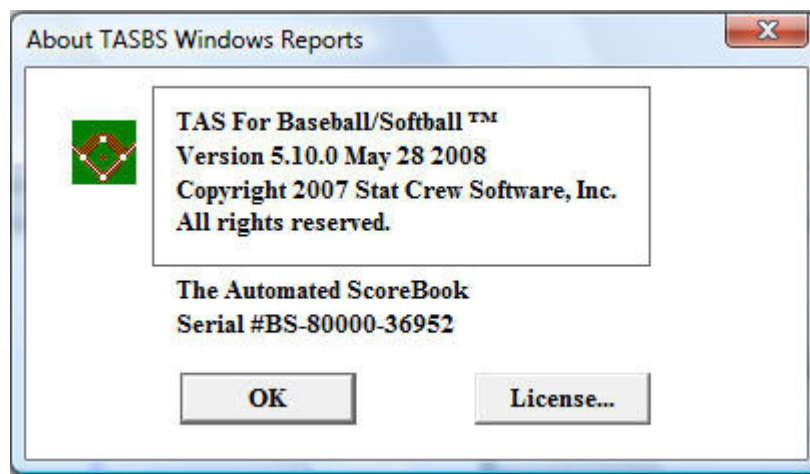 About TASBS Windows Reports
TAS For Baseball/Softball ™
Version 5.10.0 May 28 2008
Copyright 2007 Stat Crew Software, Inc.
All rights reserved.
The Automated ScoreBook
Serial #BS-80000-36952
OK
License...